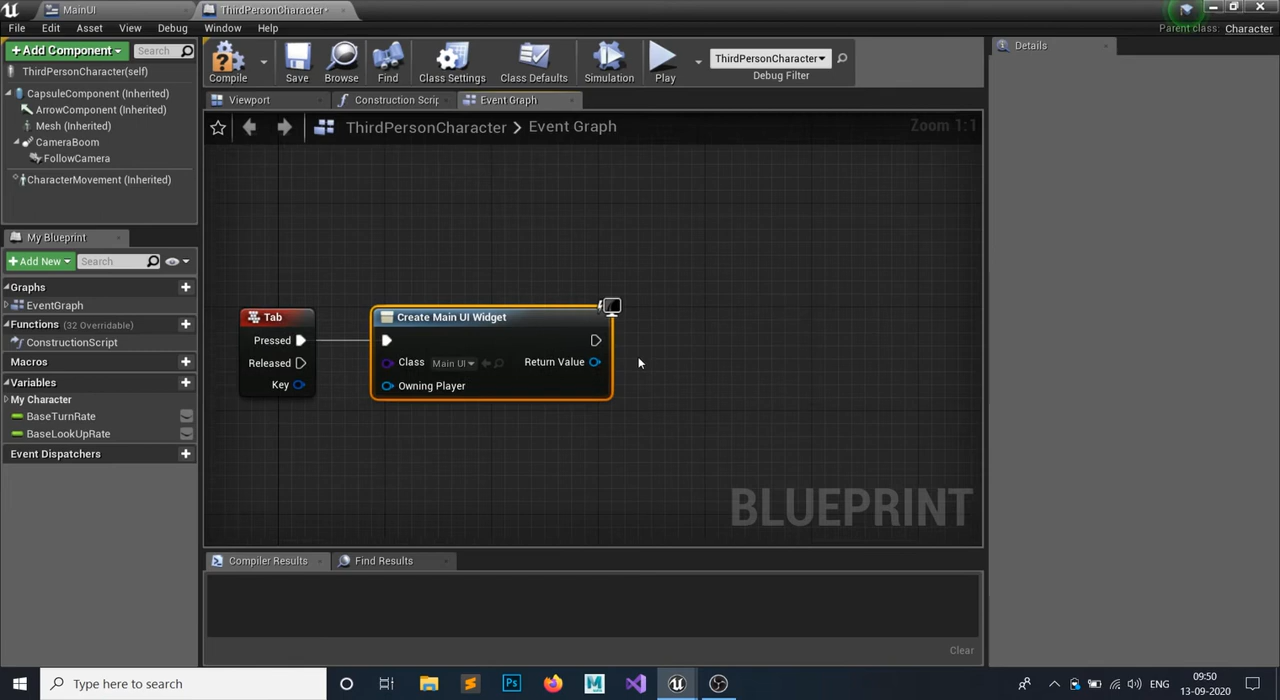 MainUI
ThirdPersonCharacter*
File Edit Asset View Debug Window Help
Parent class: Character
+Add Component
Search
ThirdPersonCharacter(self)
CapsuleComponent (Inherited)
ArrowComponent (Inherited)
Mesh (Inherited)
CameraBoom
FollowCamera
CharacterMovement (Inherited)
My Blueprint
+Add New
Search
Graphs
EventGraph
Functions (32 Overridable)
ConstructionScript
Macros
Variables
My Character
BaseTurnRate
BaseLookUpRate
Event Dispatchers
Compile
Save
Browse
Find
Class Settings
Class Defaults
Simulation
Play
ThirdPersonCharacter
Debug Filter
Viewport
Construction Scrip
Event Graph
ThirdPersonCharacter > Event Graph
Zoom 1:1
Tab
Pressed
Released
Key
Create Main UI Widget
Class Main UI
Return Value
Owning Player
BLUEPRINT
Compiler Results
Find Results
Clear
Details
Type here to search
Ps
ENG
09:50
13-09-2020